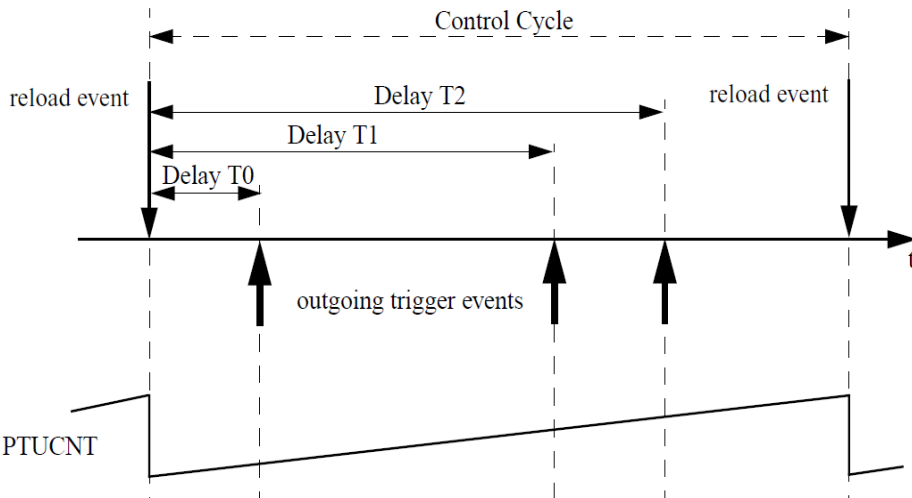 Control Cycle
reload event
reload event
Delay T2
Delay T1
Delay T0
t
outgoing trigger events
PTUCNT